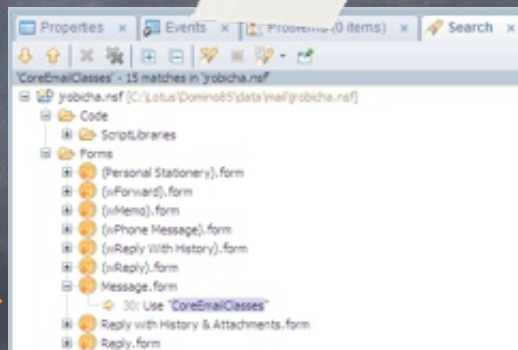 Properties Events Problems (0 items) Search
'CoreEmailClasses' - 15 matches in 'jrobicha.nsf'
jrobicha.nsf [C:\Lotus\Domino85\data\mail\jrobicha.nsf]
Code
ScriptLibraries
Forms
(Personal Stationery).form
(wForward).form
(wMemo).form
(wPhone Message).form
(wReply With History).form
(wReply).form
Message.form
30: Use "CoreEmailClasses"
Reply with History & Attachments.form
Reply.form